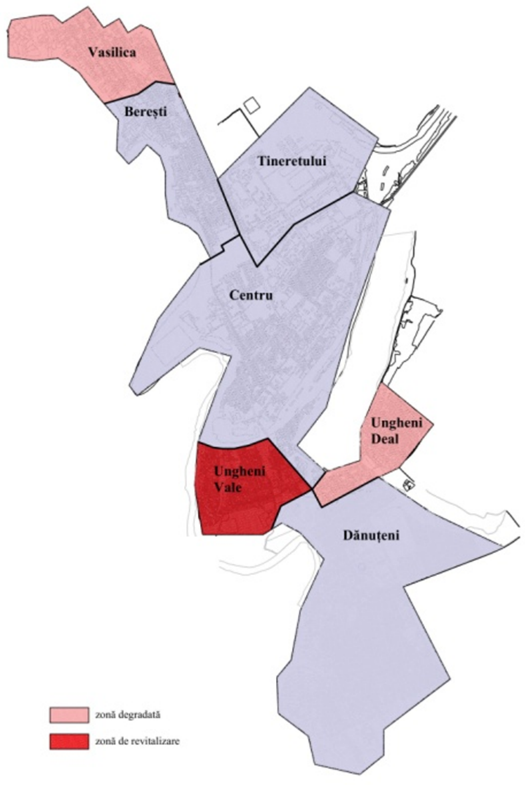 Vasilica
Berești
Tineretului
Centru
Ungheni
Deal
Ungheni
Vale
Dănuțeni
zonă degradată
zonă de revitalizare